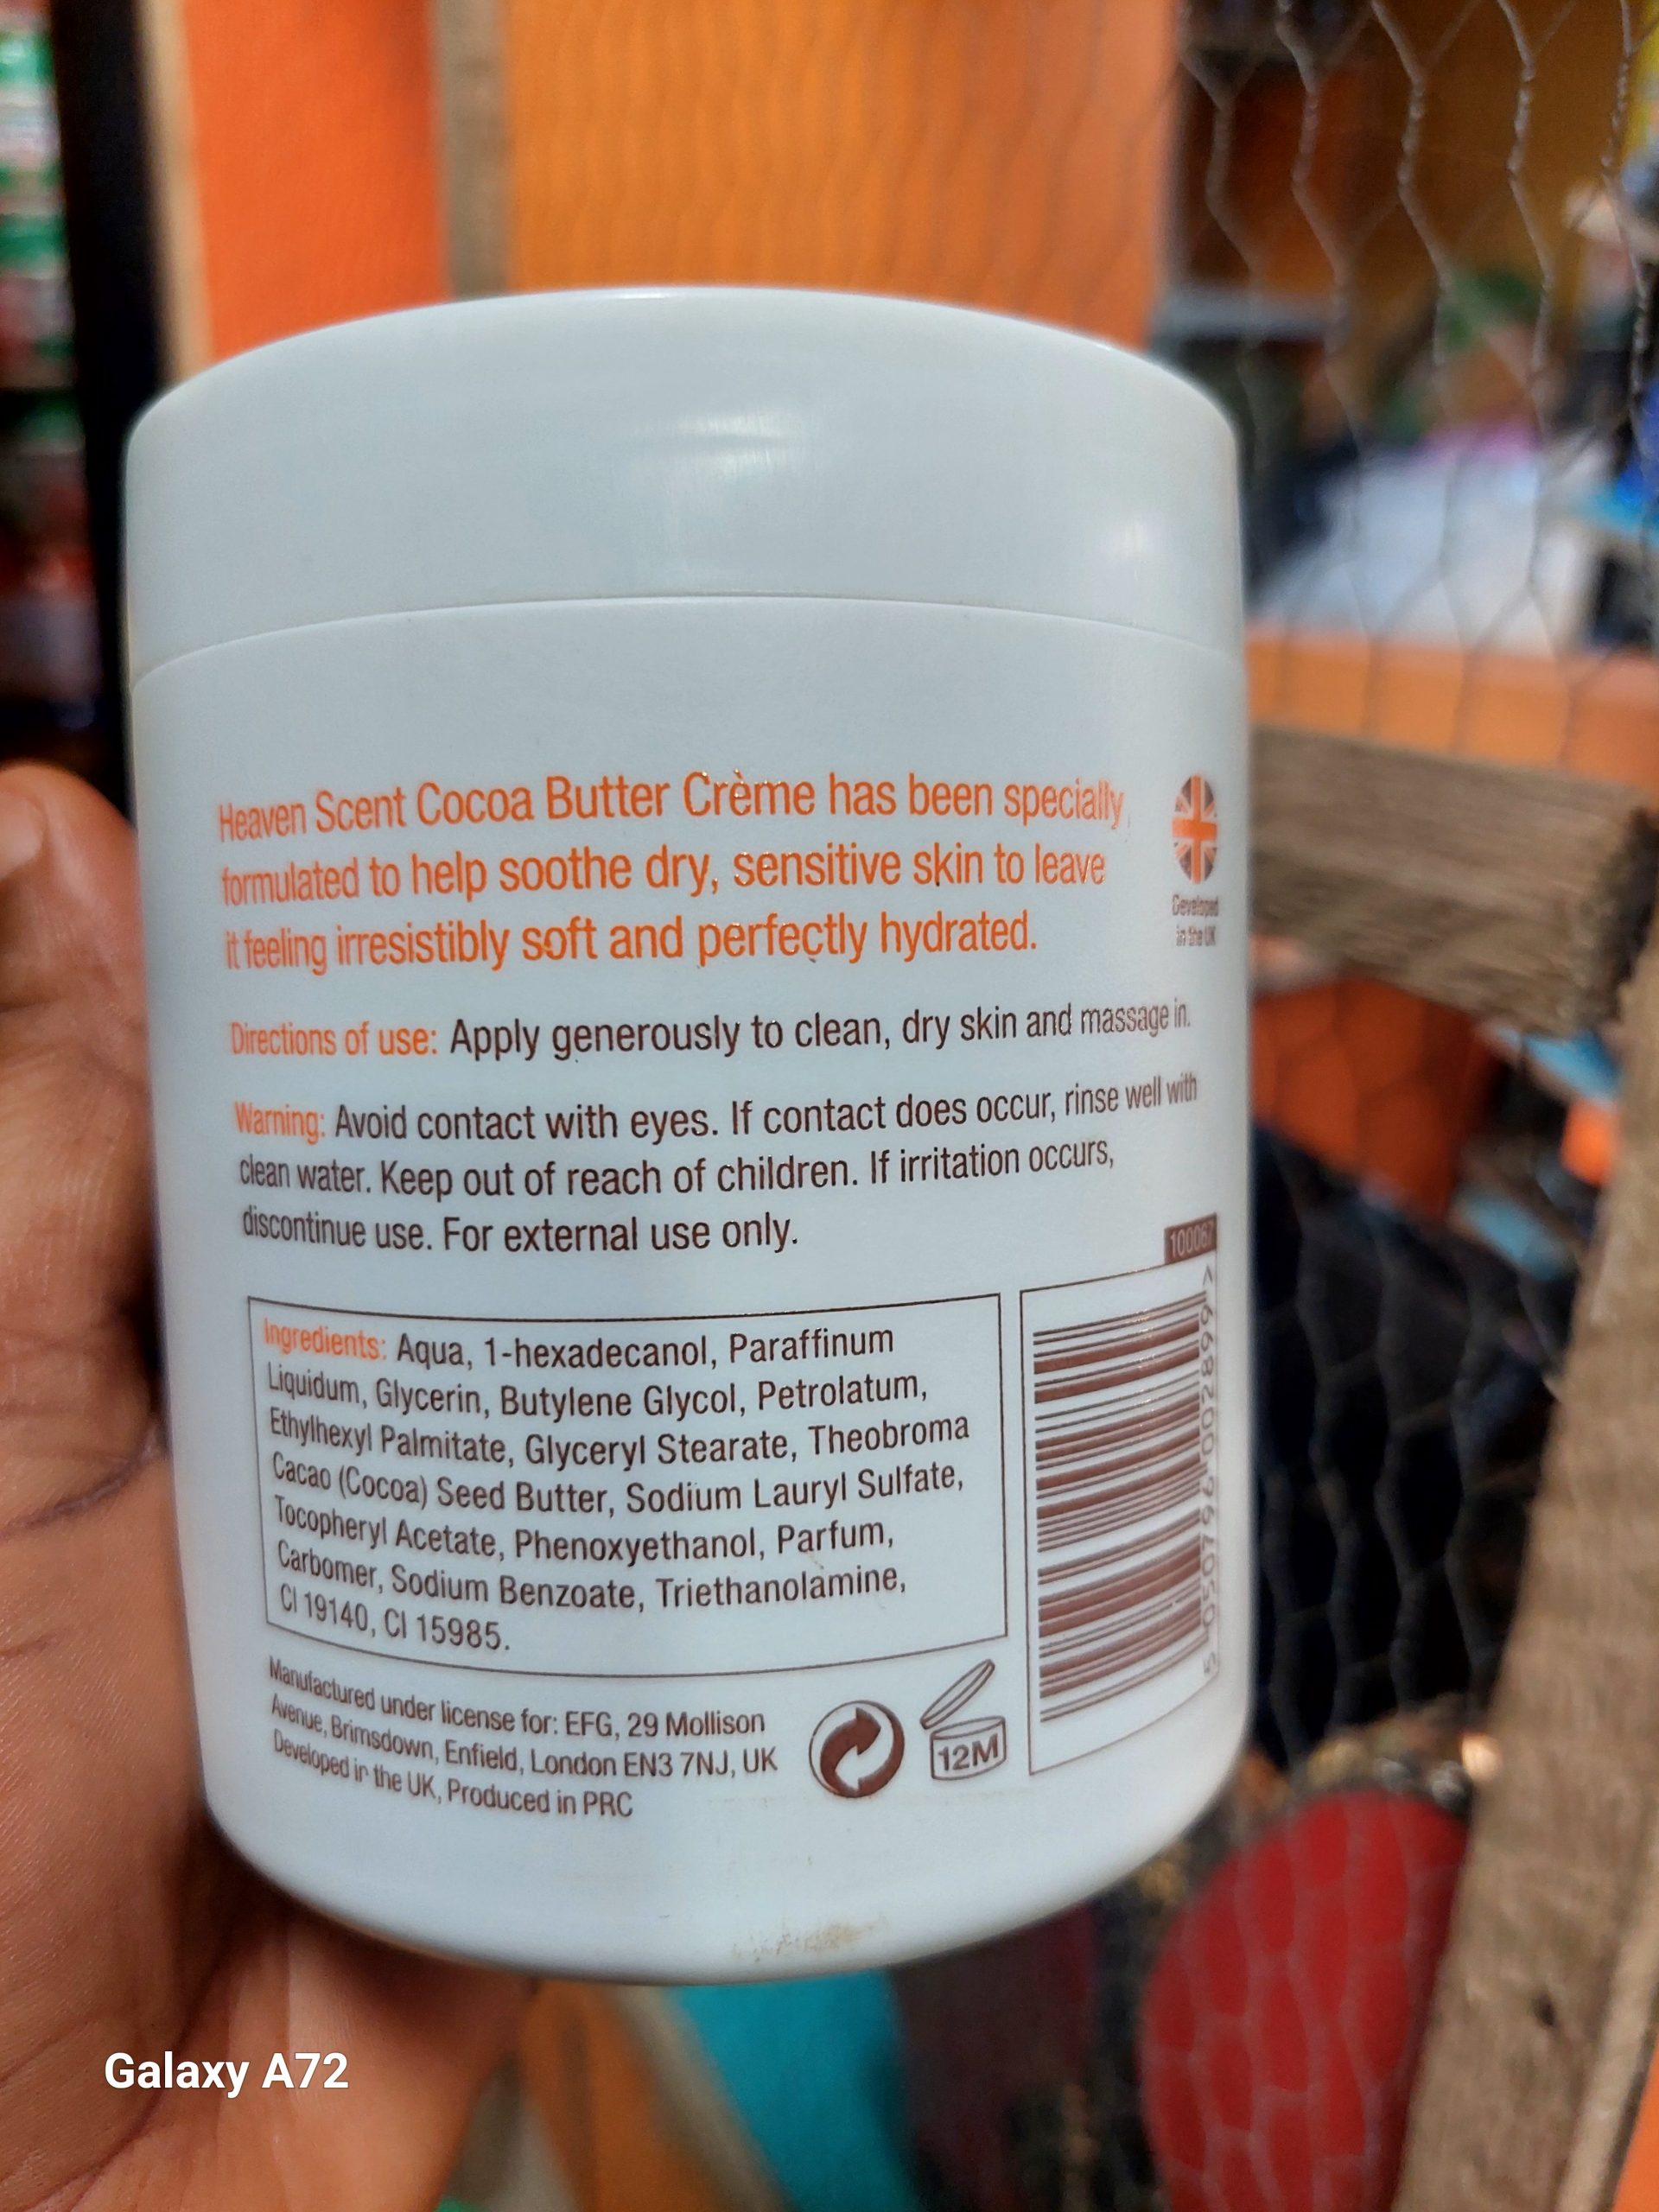 Heaven Scent Cocoa Butter Crème has been specially
formulated to help soothe dry, sensitive skin to leave
it feeling irresistibly soft and perfectly hydrated.
Developed
in the UK
Directions of use: Apply generously to clean, dry skin and massage in.
Warning: Avoid contact with eyes. If contact does occur, rinse well with
clean water. Keep out of reach of children. If irritation occurs,
discontinue use. For external use only.
Ingredients: Aqua, 1-hexadecanol, Paraffinum
Liquidum, Glycerin, Butylene Glycol, Petrolatum,
Ethylhexyl Palmitate, Glyceryl Stearate, Theobroma
Cacao (Cocoa) Seed Butter, Sodium Lauryl Sulfate,
Tocopheryl Acetate, Phenoxyethanol, Parfum,
Carbomer, Sodium Benzoate, Triethanolamine,
CI 19140, CI 15985.
100067
5 050796 002899 >
Manufactured under license for: EFG, 29 Mollison
Avenue, Brimsdown, Enfield, London EN3 7NJ, UK
Developed in the UK, Produced in PRC
12M
Galaxy A72